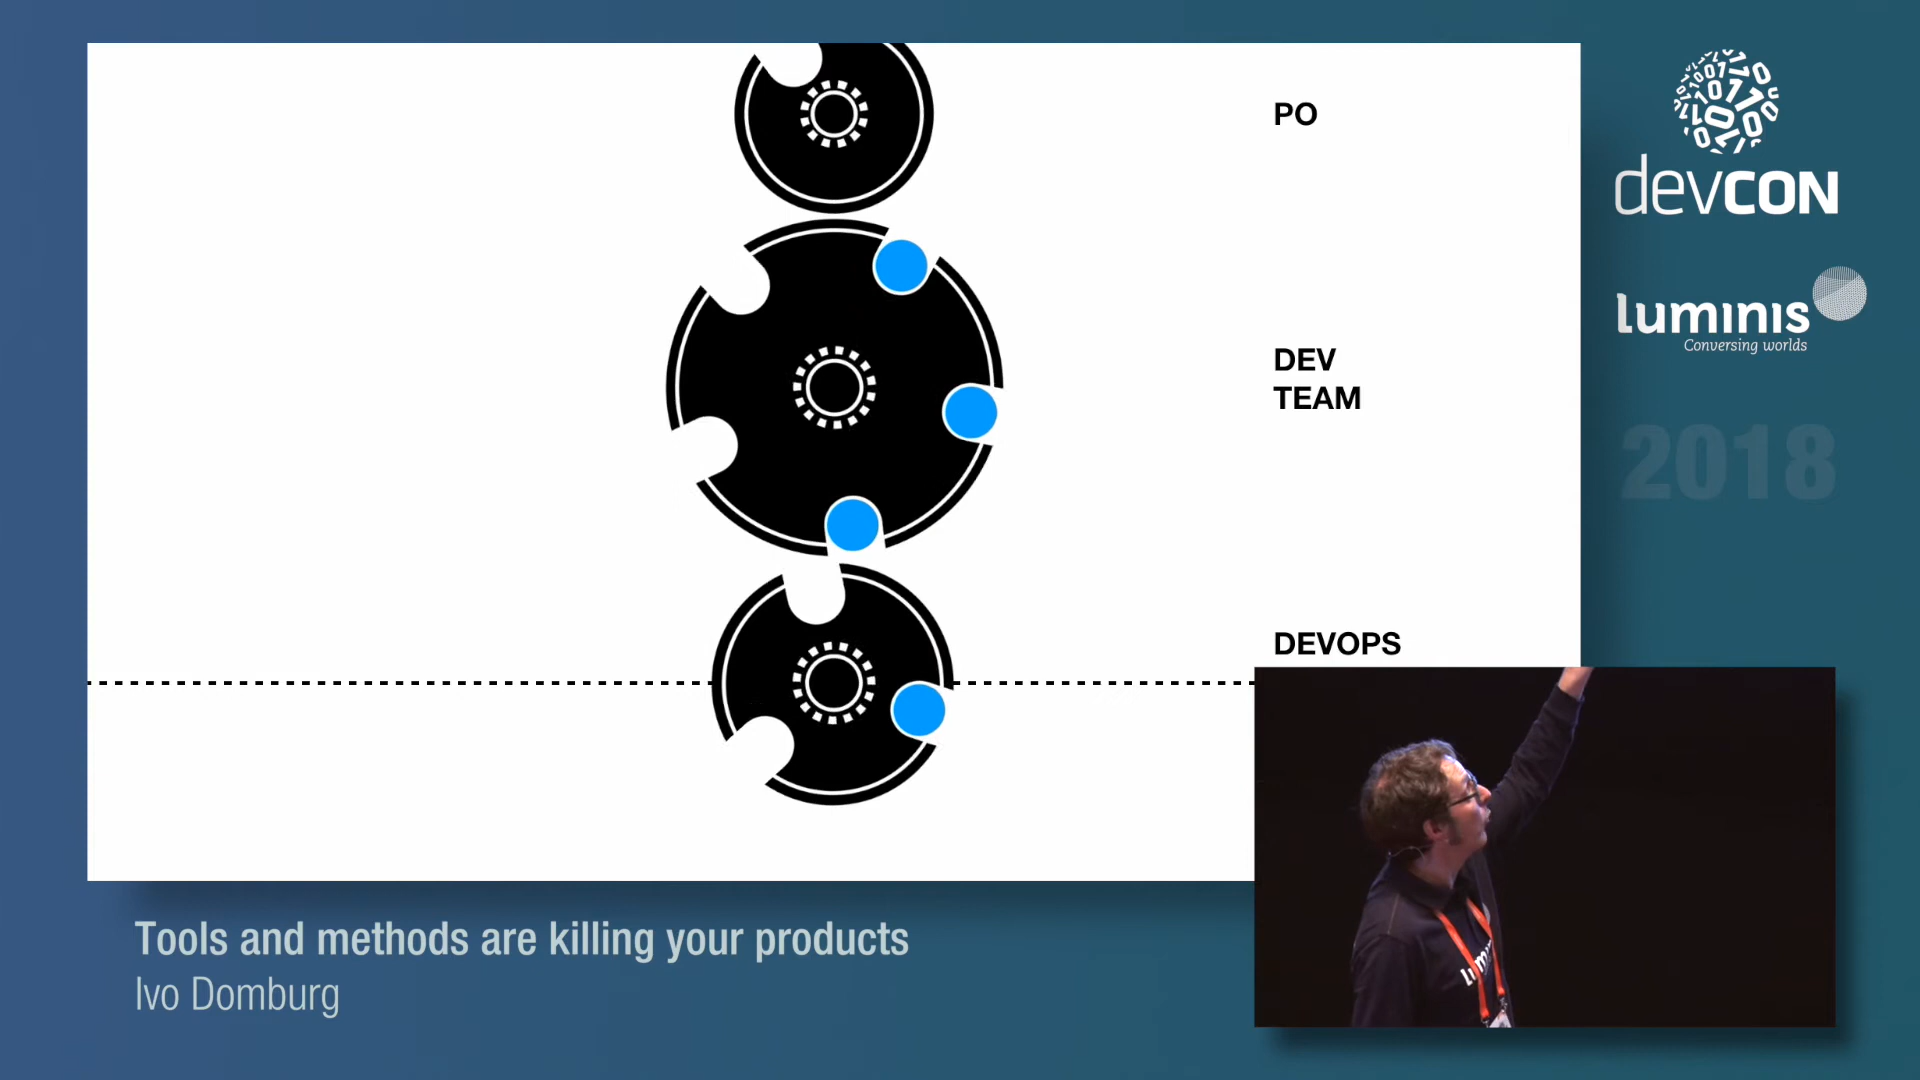 PO
DEV
TEAM
DEVOPS
devCON
luminis
Conversing worlds
2018
Tools and methods are killing your products
Ivo Domburg